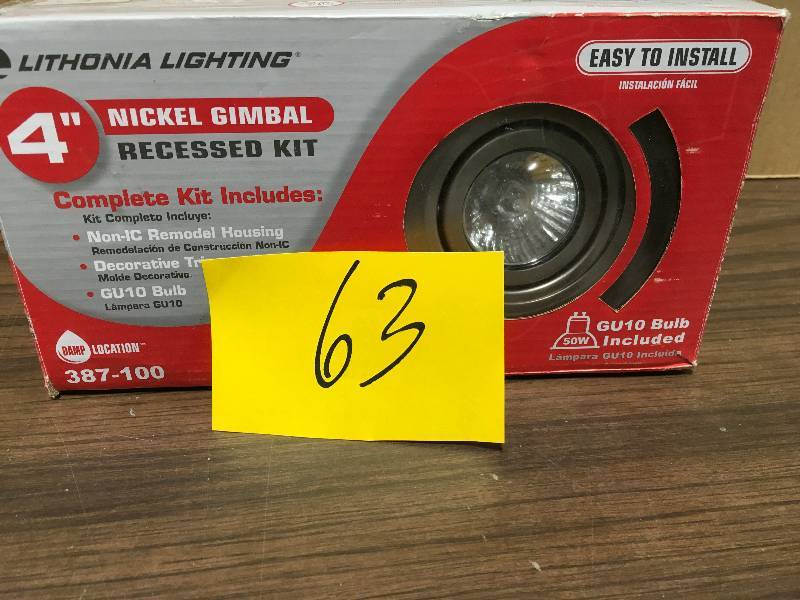 LITHONIA LIGHTING®
4" NICKEL GIMBAL
RECESSED KIT
Complete Kit Includes:
Kit Completo Incluye:
• Non-IC Remodel Housing
Remodelación de Construcción Non-IC
• Decorative
Molde Decorativo
• GU10 Bulb
Lámpara GU10
DAMP LOCATION™
387-100
EASY TO INSTALL
INSTALACIÓN FÁCIL
50W
GU10 Bulb
Included
Lámpara GU10 Incluida
63